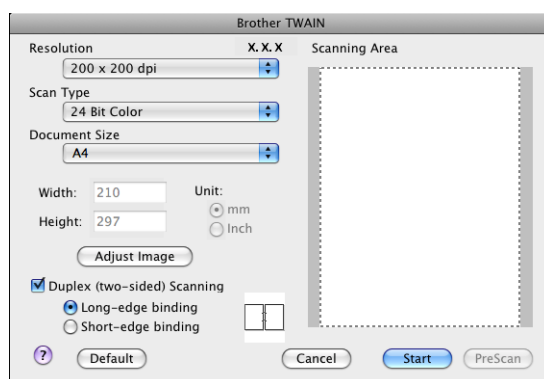 Brother TWAIN
Resolution X. X. X
200 x 200 dpi
Scan Type
24 Bit Color
Document Size
A4
Width: 210
Height: 297
Unit:
mm
Inch
Adjust Image
Duplex (two-sided) Scanning
Long-edge binding
Short-edge binding
Scanning Area
? Default Cancel Start PreScan